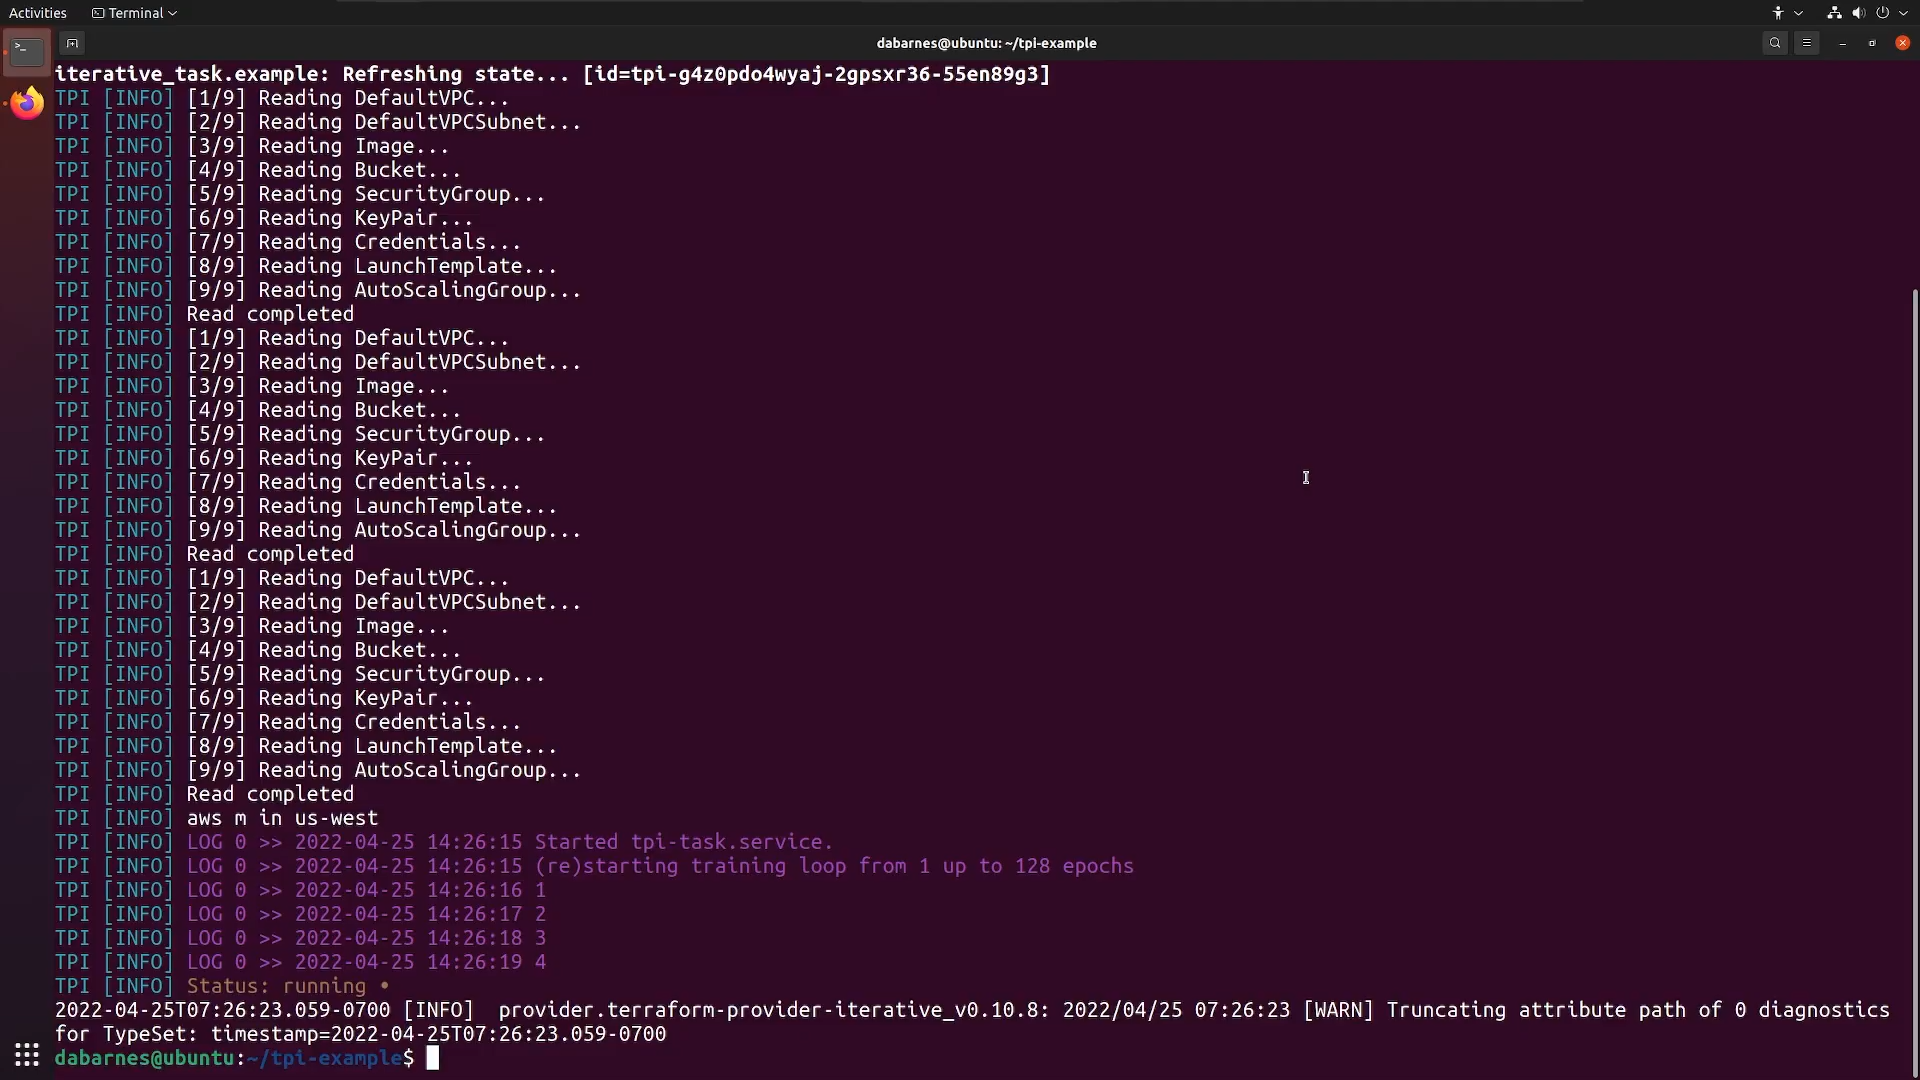 Activities
Terminal
dabarnes@ubuntu: ~/tpi-example
iterative_task.example: Refreshing state... [id=tpi-g4z0pdo4wyaj-2gpsxr36-55en89g3]
TPI [INFO] [1/9] Reading DefaultVPC...
TPI [INFO] [2/9] Reading DefaultVPCSubnet...
TPI [INFO] [3/9] Reading Image...
TPI [INFO] [4/9] Reading Bucket...
TPI [INFO] [5/9] Reading SecurityGroup...
TPI [INFO] [6/9] Reading KeyPair...
TPI [INFO] [7/9] Reading Credentials...
TPI [INFO] [8/9] Reading LaunchTemplate...
TPI [INFO] [9/9] Reading AutoScalingGroup...
TPI [INFO] Read completed
TPI [INFO] [1/9] Reading DefaultVPC...
TPI [INFO] [2/9] Reading DefaultVPCSubnet...
TPI [INFO] [3/9] Reading Image...
TPI [INFO] [4/9] Reading Bucket...
TPI [INFO] [5/9] Reading SecurityGroup...
TPI [INFO] [6/9] Reading KeyPair...
TPI [INFO] [7/9] Reading Credentials...
TPI [INFO] [8/9] Reading LaunchTemplate...
TPI [INFO] [9/9] Reading AutoScalingGroup...
TPI [INFO] Read completed
TPI [INFO] [1/9] Reading DefaultVPC...
TPI [INFO] [2/9] Reading DefaultVPCSubnet...
TPI [INFO] [3/9] Reading Image...
TPI [INFO] [4/9] Reading Bucket...
TPI [INFO] [5/9] Reading SecurityGroup...
TPI [INFO] [6/9] Reading KeyPair...
TPI [INFO] [7/9] Reading Credentials...
TPI [INFO] [8/9] Reading LaunchTemplate...
TPI [INFO] [9/9] Reading AutoScalingGroup...
TPI [INFO] Read completed
TPI [INFO] aws m in us-west
TPI [INFO] LOG 0 >> 2022-04-25 14:26:15 Started tpi-task.service.
TPI [INFO] LOG 0 >> 2022-04-25 14:26:15 (re)starting training loop from 1 up to 128 epochs
TPI [INFO] LOG 0 >> 2022-04-25 14:26:16 1
TPI [INFO] LOG 0 >> 2022-04-25 14:26:17 2
TPI [INFO] LOG 0 >> 2022-04-25 14:26:18 3
TPI [INFO] LOG 0 >> 2022-04-25 14:26:19 4
TPI [INFO] Status: running •
2022-04-25T07:26:23.059-0700 [INFO]  provider.terraform-provider-iterative_v0.10.8: 2022/04/25 07:26:23 [WARN] Truncating attribute path of 0 diagnostics
for TypeSet: timestamp=2022-04-25T07:26:23.059-0700
dabarnes@ubuntu:~/tpi-example$